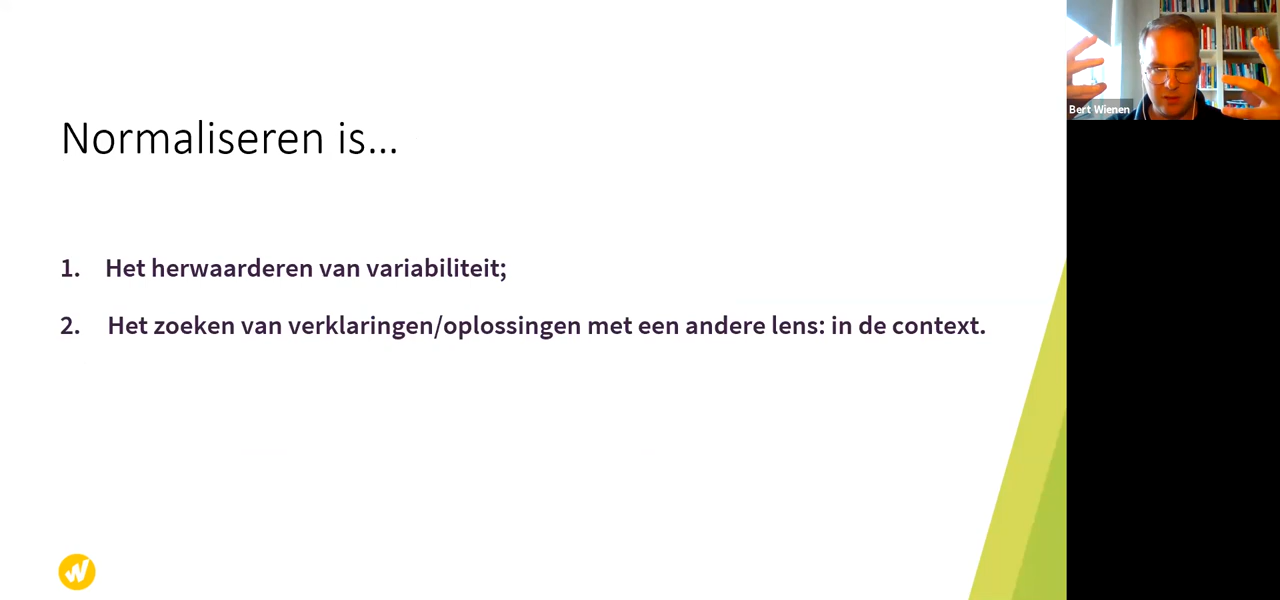 Normaliseren is...
1. Het herwaarderen van variabiliteit;
2. Het zoeken van verklaringen/oplossingen met een andere lens: in de context.
Bert Wienen
W